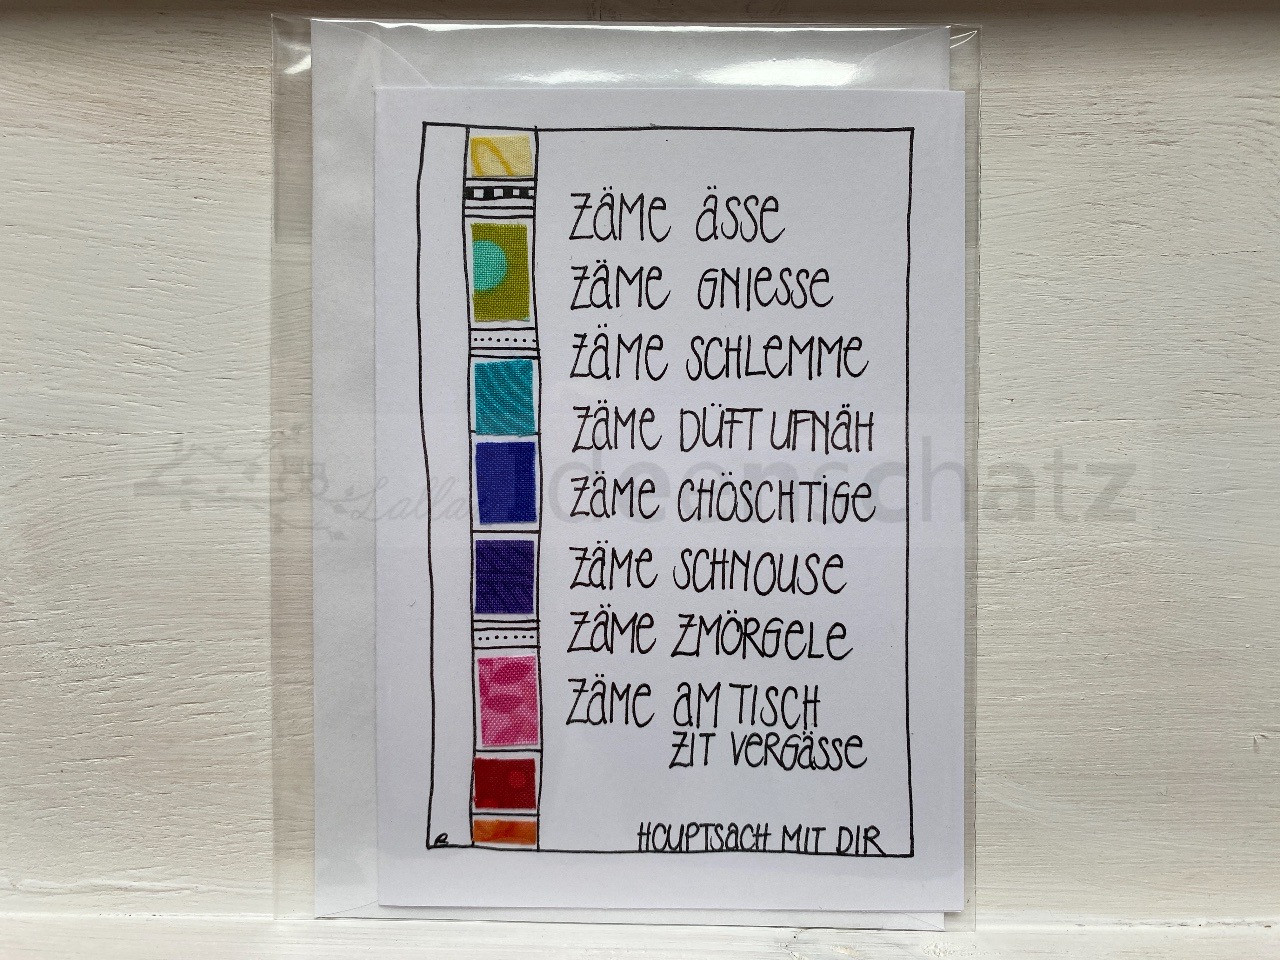 ZÄME ÄSSE
ZÄME GNIESSE
ZÄME SCHLEMME
ZÄME DÜFT UFNÄH
ZÄME CHÖSCHTIGE
ZÄME SCHNOUSE
ZÄME ZMÖRGELE
ZÄME AM TISCH
ZIT VERGÄSSE
HOUPTSACH MIT DIR
Ideenschatz